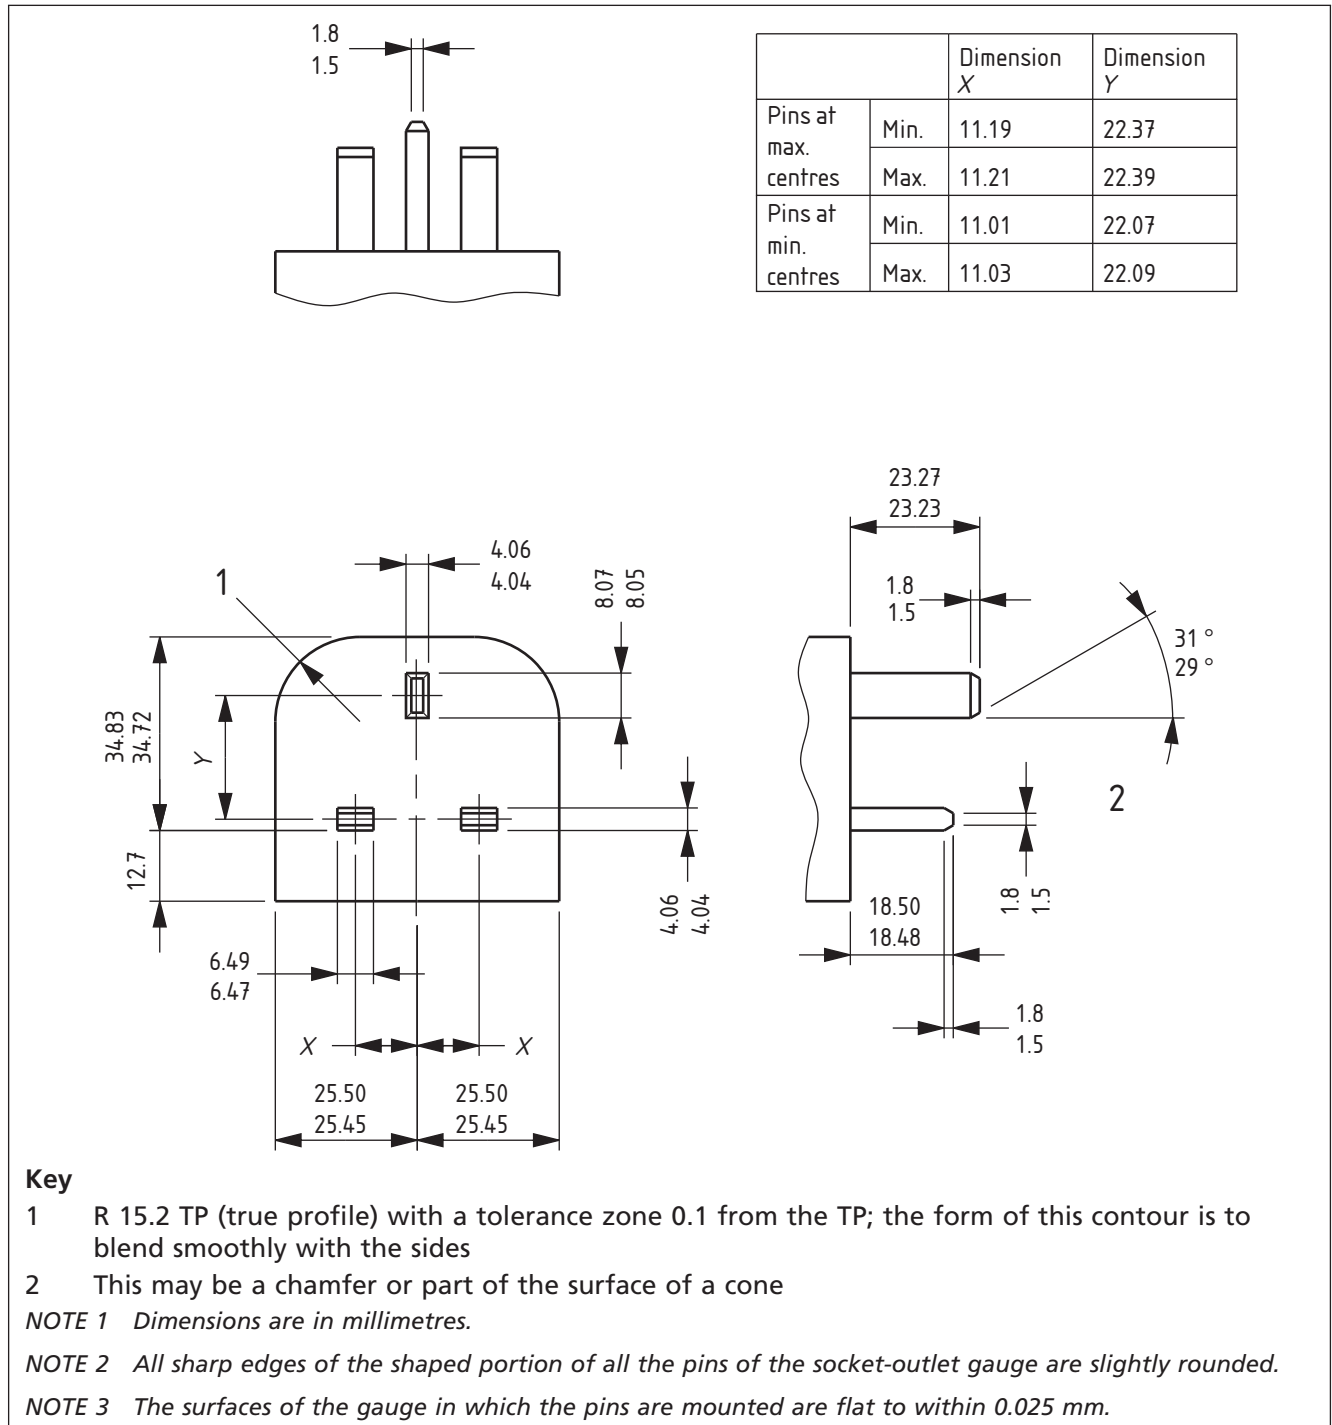 1.8
1.5
Dimension X
Dimension Y
Pins at max. centres
Min. 11.19 22.37
Max. 11.21 22.39
Pins at min. centres
Min. 11.01 22.07
Max. 11.03 22.09
23.27
23.23
4.06
4.04
8.07
8.05
1
1.8
1.5
31 °
29 °
34.83
34.72
Y
2
12.7
4.06
4.04
18.50
18.48
1.8
1.5
6.49
6.47
1.8
1.5
X
X
25.50
25.45
25.50
25.45
Key
1 R 15.2 TP (true profile) with a tolerance zone 0.1 from the TP; the form of this contour is to
blend smoothly with the sides
2 This may be a chamfer or part of the surface of a cone
NOTE 1 Dimensions are in millimetres.
NOTE 2 All sharp edges of the shaped portion of all the pins of the socket-outlet gauge are slightly rounded.
NOTE 3 The surfaces of the gauge in which the pins are mounted are flat to within 0.025 mm.